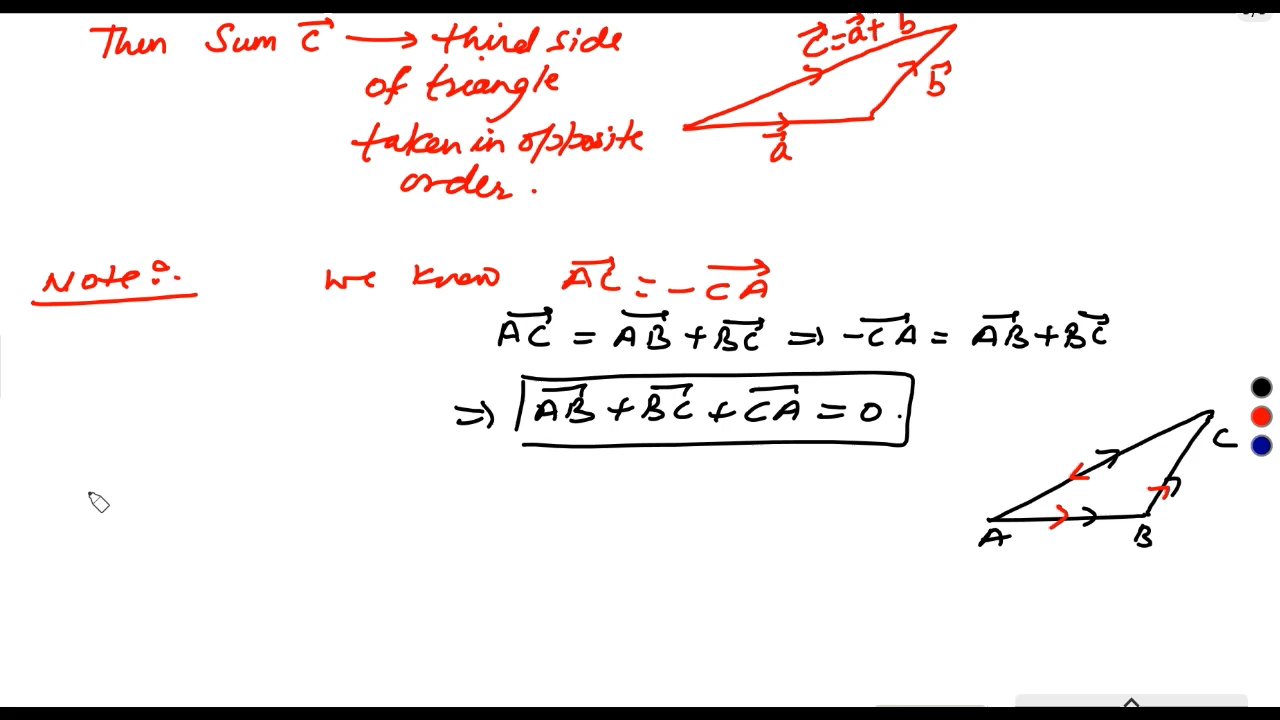 Then Sum c⃗ ⟶ third side
of triangle
taken in opposite
order.
c⃗ = a⃗ + b
b⃗
a⃗
Note:.
We know A⃗C⃗ = - C⃗A⃗
A⃗C⃗ = A⃗B⃗ + B⃗C⃗ ⇒ - C⃗A⃗ = A⃗B⃗ + B⃗C⃗
⇒ A⃗B⃗ + B⃗C⃗ + C⃗A⃗ = 0.
C
A B